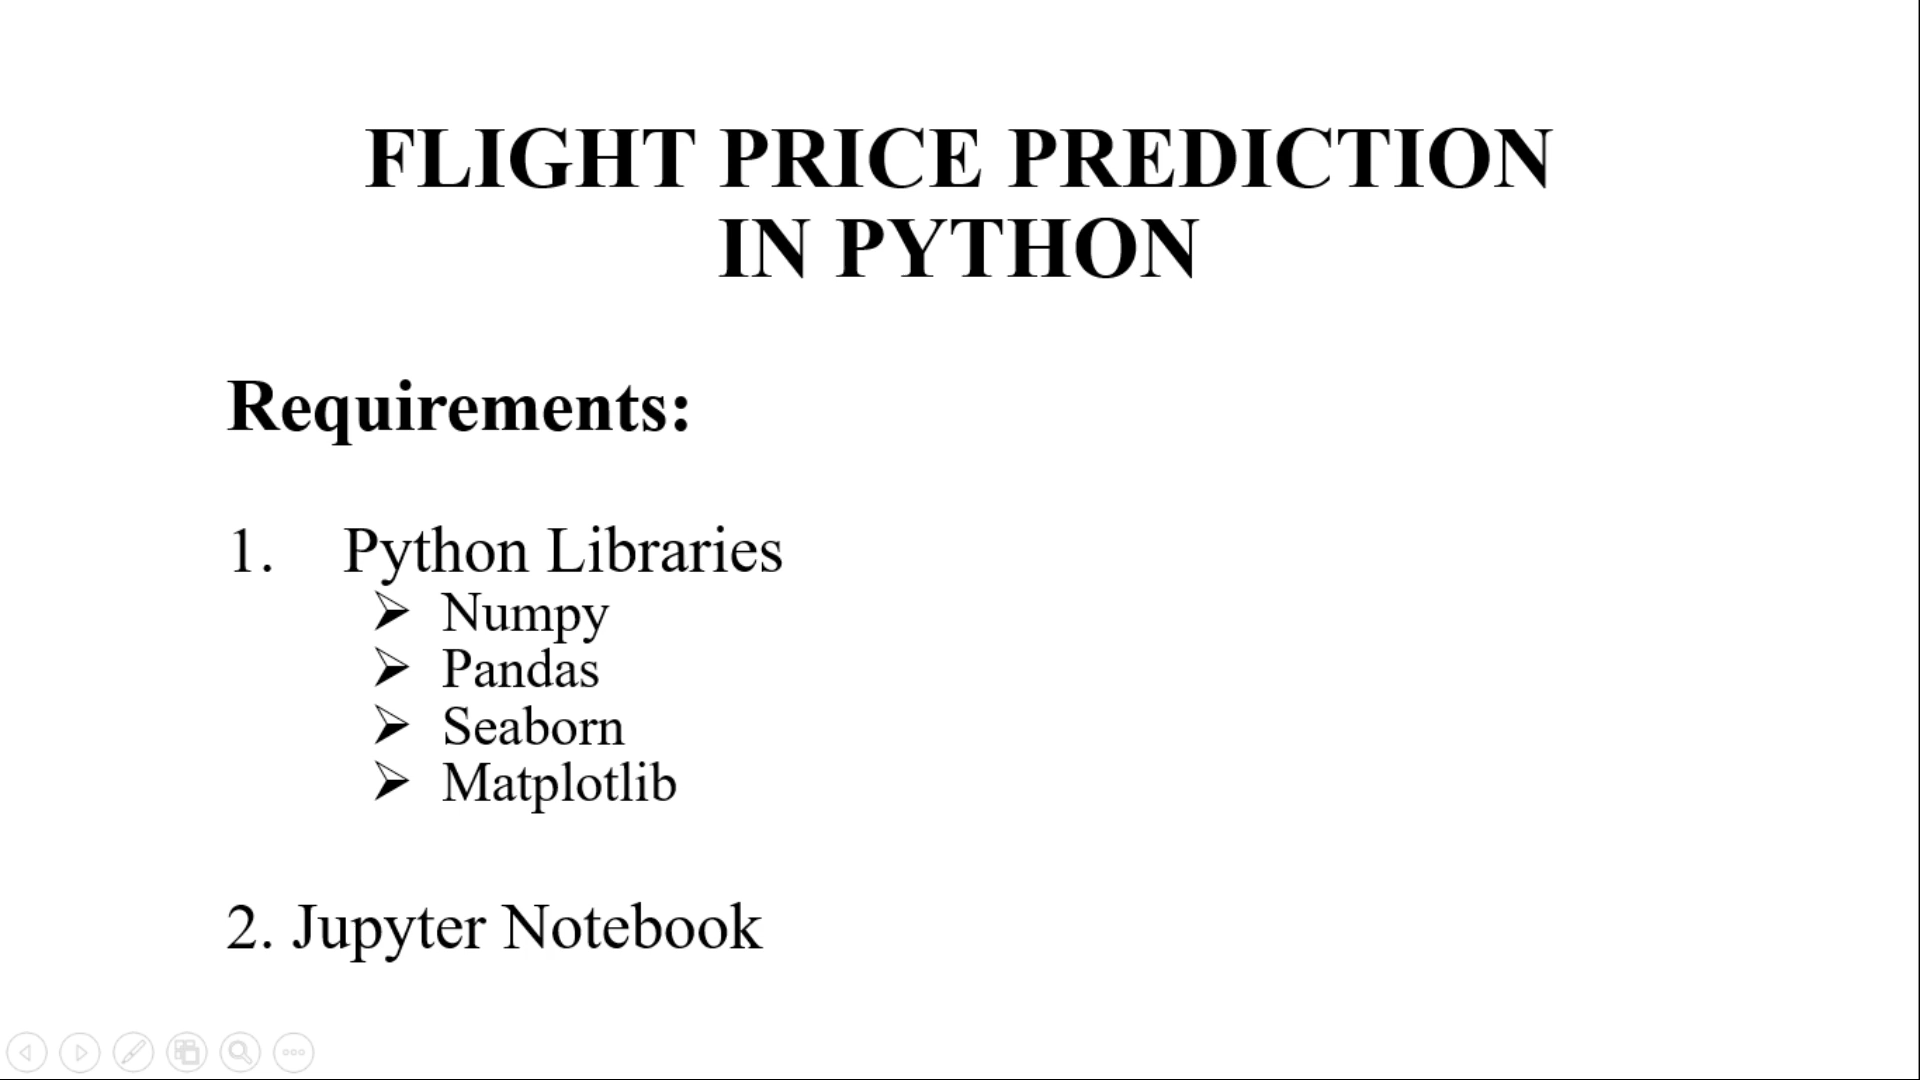 FLIGHT PRICE PREDICTION
IN PYTHON
Requirements:
1. Python Libraries
➢ Numpy
➢ Pandas
➢ Seaborn
➢ Matplotlib
2. Jupyter Notebook